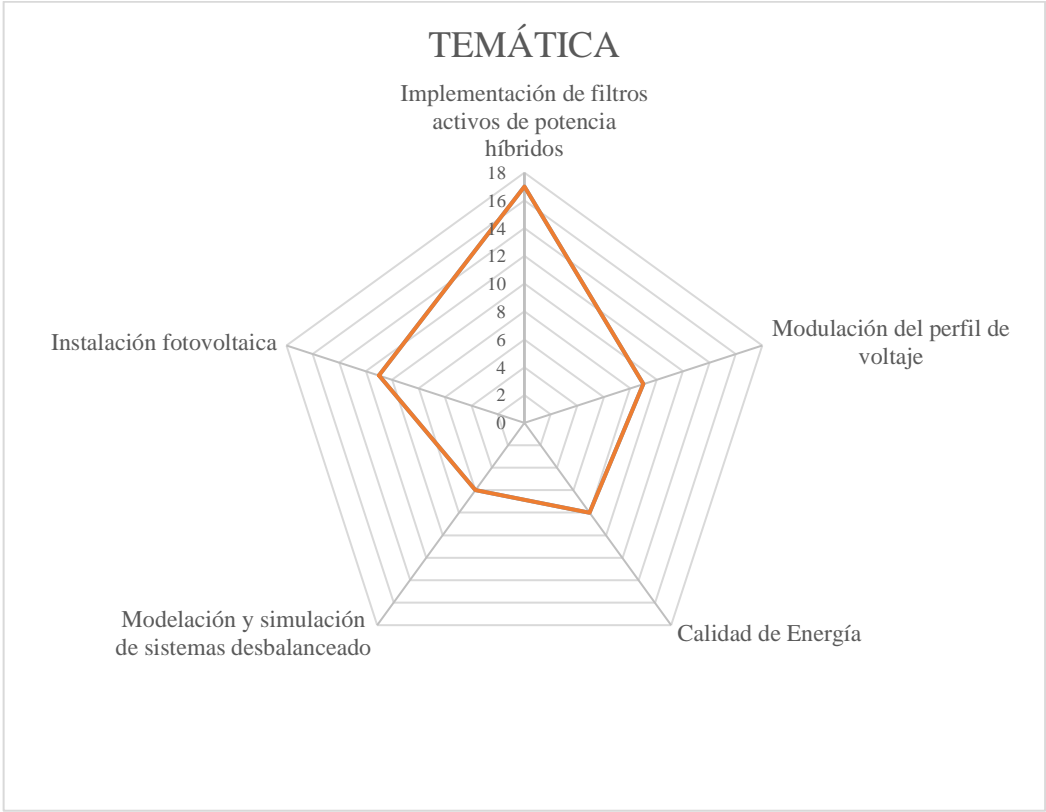 TEMÁTICA
Implementación de filtros
activos de potencia
híbridos
18
16
14
12
10
8
6
4
2
0
Modulación del perfil de
voltaje
Instalación fotovoltaica
Calidad de Energía
Modelación y simulación
de sistemas desbalanceado